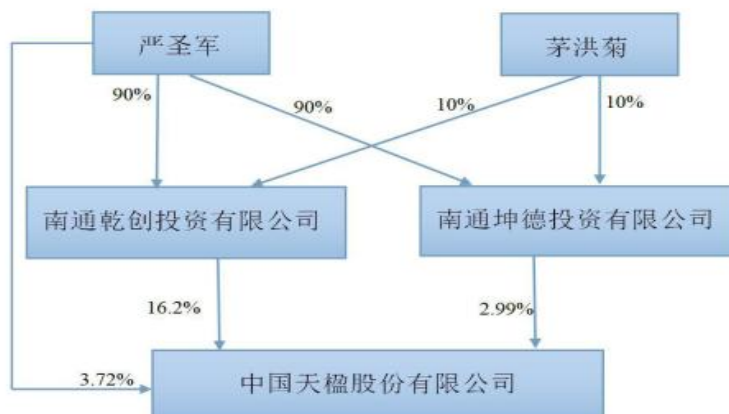 严圣军
茅洪菊
90%
90%
10%
10%
南通乾创投资有限公司
南通坤德投资有限公司
16.2%
2.99%
3.72%
中国天楹股份有限公司